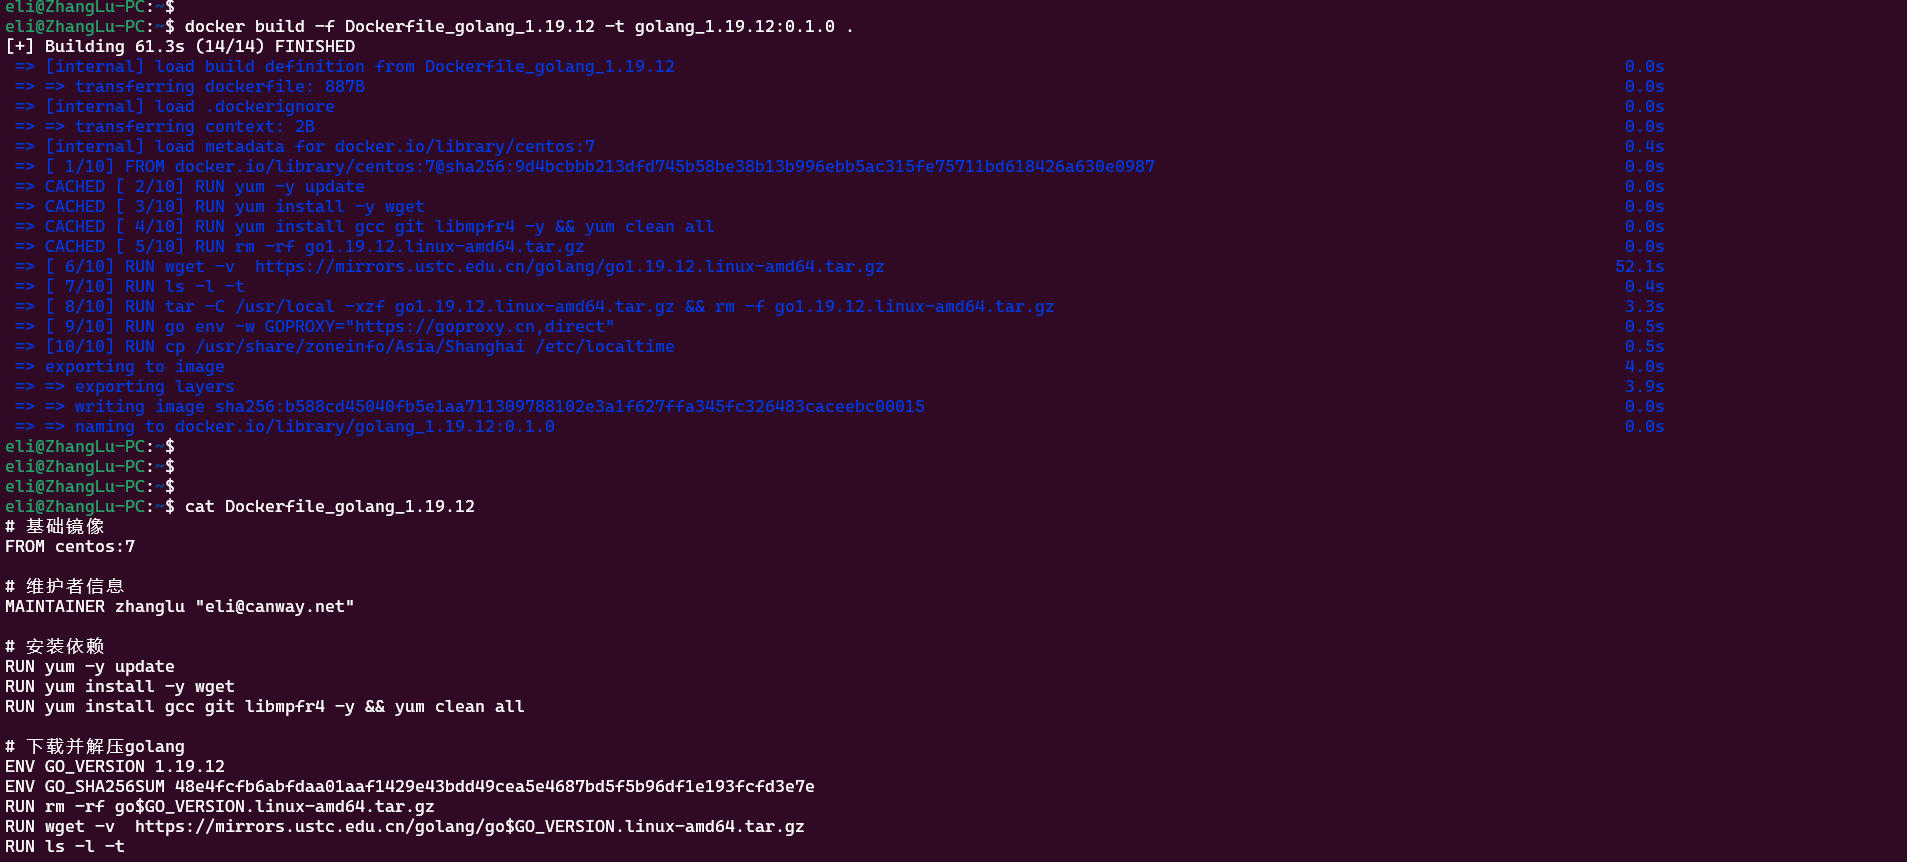 eli@ZhangLu-PC:~$
eli@ZhangLu-PC:~$ docker build -f Dockerfile_golang_1.19.12 -t golang_1.19.12:0.1.0 .
[+] Building 61.3s (14/14) FINISHED
=> [internal] load build definition from Dockerfile_golang_1.19.12 0.0s
=> => transferring dockerfile: 887B 0.0s
=> [internal] load .dockerignore 0.0s
=> => transferring context: 2B 0.0s
=> [internal] load metadata for docker.io/library/centos:7 0.4s
=> [ 1/10] FROM docker.io/library/centos:7@sha256:9d4bcbbb213dfd745b58be38b13b996ebb5ac315fe75711bd618426a630e0987 0.0s
=> CACHED [ 2/10] RUN yum -y update 0.0s
=> CACHED [ 3/10] RUN yum install -y wget 0.0s
=> CACHED [ 4/10] RUN yum install gcc git libmpfr4 -y && yum clean all 0.0s
=> CACHED [ 5/10] RUN rm -rf go1.19.12.linux-amd64.tar.gz 0.0s
=> [ 6/10] RUN wget -v  https://mirrors.ustc.edu.cn/golang/go1.19.12.linux-amd64.tar.gz 52.1s
=> [ 7/10] RUN ls -l -t 0.4s
=> [ 8/10] RUN tar -C /usr/local -xzf go1.19.12.linux-amd64.tar.gz && rm -f go1.19.12.linux-amd64.tar.gz 3.3s
=> [ 9/10] RUN go env -w GOPROXY="https://goproxy.cn,direct" 0.5s
=> [10/10] RUN cp /usr/share/zoneinfo/Asia/Shanghai /etc/localtime 0.5s
=> exporting to image 4.0s
=> => exporting layers 3.9s
=> => writing image sha256:b588cd45040fb5e1aa711309788102e3a1f627ffa345fc326483caceebc00015 0.0s
=> => naming to docker.io/library/golang_1.19.12:0.1.0 0.0s
eli@ZhangLu-PC:~$
eli@ZhangLu-PC:~$
eli@ZhangLu-PC:~$
eli@ZhangLu-PC:~$ cat Dockerfile_golang_1.19.12
# 基础镜像
FROM centos:7
# 维护者信息
MAINTAINER zhanglu "eli@canway.net"
# 安装依赖
RUN yum -y update
RUN yum install -y wget
RUN yum install gcc git libmpfr4 -y && yum clean all
# 下载并解压golang
ENV GO_VERSION 1.19.12
ENV GO_SHA256SUM 48e4fcfb6abfdaa01aaf1429e43bdd49cea5e4687bd5f5b96df1e193fcfd3e7e
RUN rm -rf go$GO_VERSION.linux-amd64.tar.gz
RUN wget -v  https://mirrors.ustc.edu.cn/golang/go$GO_VERSION.linux-amd64.tar.gz
RUN ls -l -t